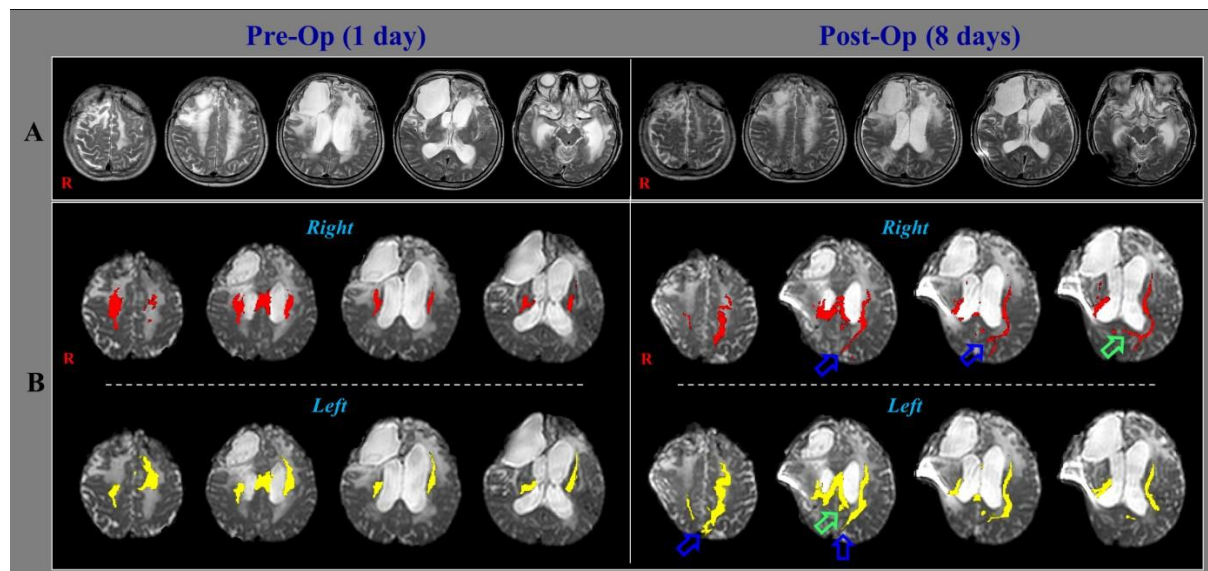 Pre-Op (1 day) Post-Op (8 days)
A
R R
Right Right
R R
B
Left Left